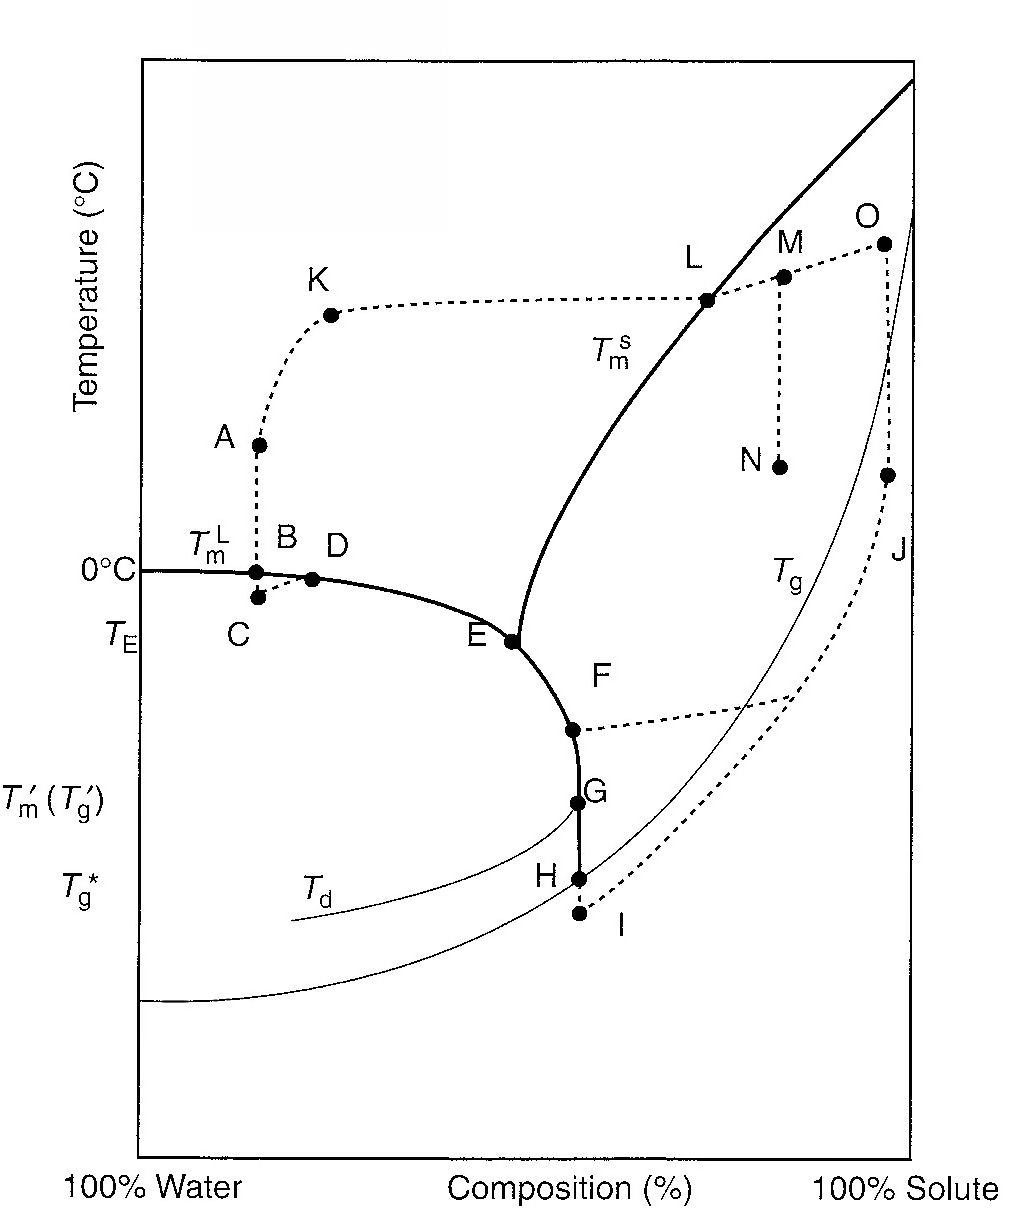 Temperature (°C)
O
M
L
K
T_m^s
A
N
T_m^L
B
D
J
0°C
T_g
C
T_E
E
F
T_m′ (T_g′)
G
H
T_g*
T_d
I
100% Water
Composition (%)
100% Solute